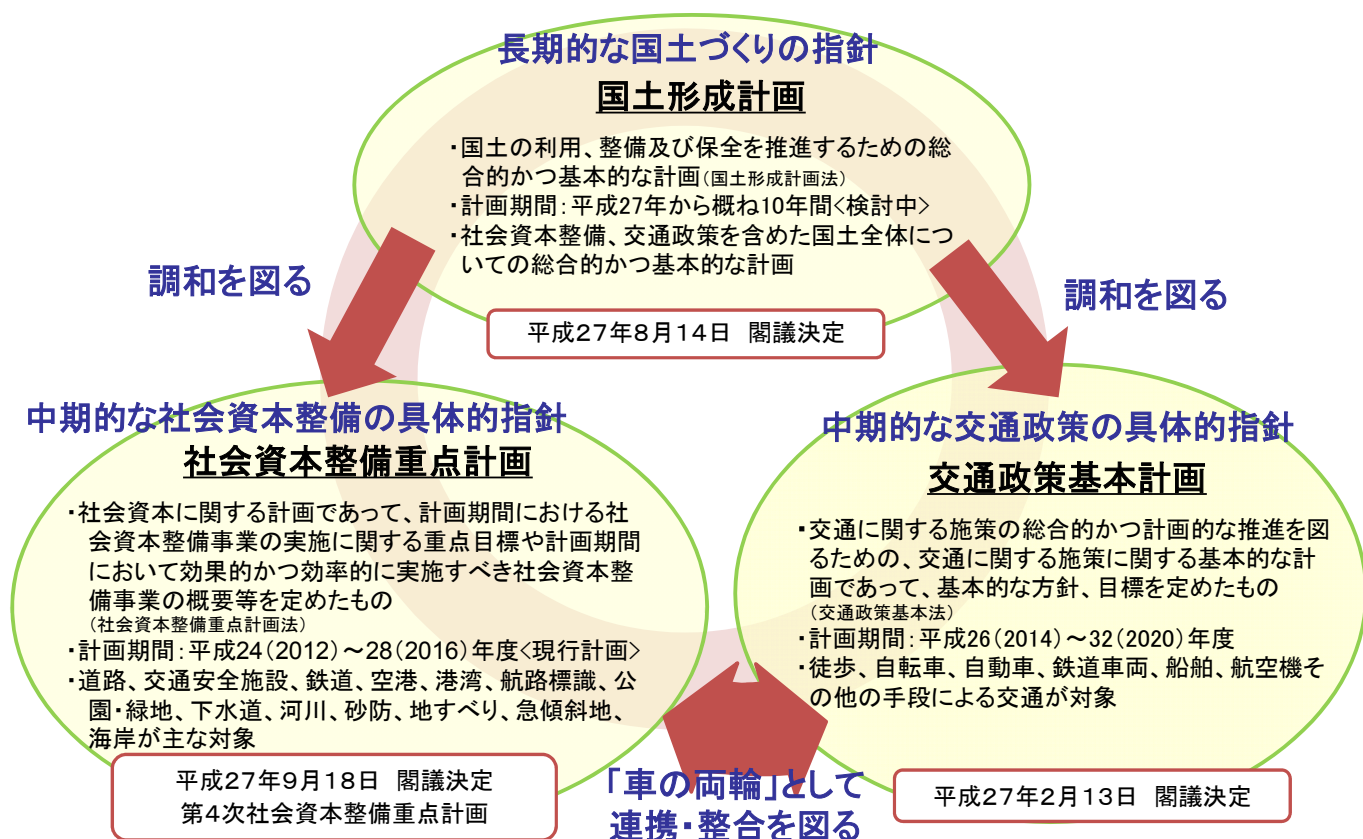 長期的な国土づくりの指針
国土形成計画
・国土の利用、整備及び保全を推進するための総
合的かつ基本的な計画(国土形成計画法)
・計画期間：平成27年から概ね10年間<検討中>
・社会資本整備、交通政策を含めた国土全体につ
いての総合的かつ基本的な計画
平成27年8月14日 閣議決定
調和を図る
調和を図る
中期的な社会資本整備の具体的指針
社会資本整備重点計画
・社会資本に関する計画であって、計画期間における社
会資本整備事業の実施に関する重点目標や計画期間
において効果的かつ効率的に実施すべき社会資本整
備事業の概要等を定めたもの
(社会資本整備重点計画法)
・計画期間：平成24(2012)～28(2016)年度<現行計画>
・道路、交通安全施設、鉄道、空港、港湾、航路標識、公
園・緑地、下水道、河川、砂防、地すべり、急傾斜地、
海岸が主な対象
平成27年9月18日 閣議決定
第4次社会資本整備重点計画
中期的な交通政策の具体的指針
交通政策基本計画
・交通に関する施策の総合的かつ計画的な推進を図
るための、交通に関する施策に関する基本的な計
画であって、基本的な方針、目標を定めたもの
(交通政策基本法)
・計画期間：平成26(2014)～32(2020)年度
・徒歩、自転車、自動車、鉄道車両、船舶、航空機そ
の他の手段による交通が対象
平成27年2月13日 閣議決定
「車の両輪」として
連携・整合を図る